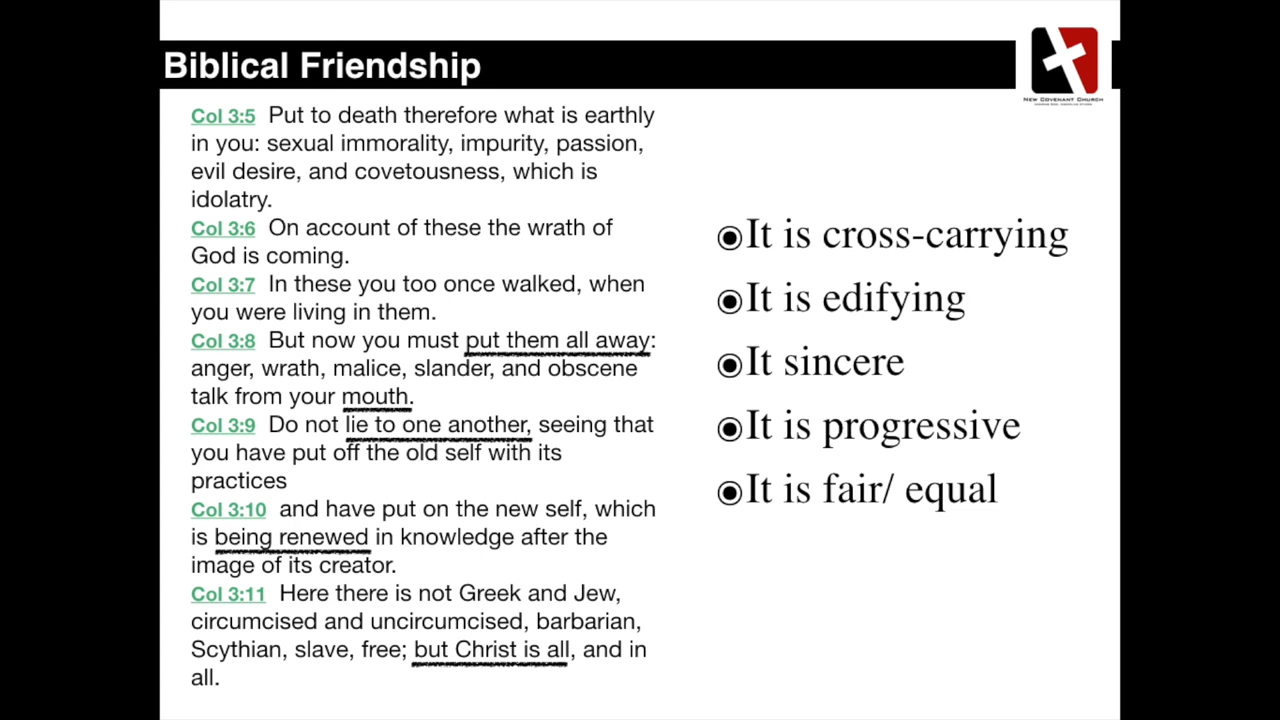 Biblical Friendship
NEW COVENANT CHURCH
Col 3:5 Put to death therefore what is earthly
in you: sexual immorality, impurity, passion,
evil desire, and covetousness, which is
idolatry.
Col 3:6 On account of these the wrath of
God is coming.
Col 3:7 In these you too once walked, when
you were living in them.
Col 3:8 But now you must put them all away:
anger, wrath, malice, slander, and obscene
talk from your mouth.
Col 3:9 Do not lie to one another, seeing that
you have put off the old self with its
practices
Col 3:10 and have put on the new self, which
is being renewed in knowledge after the
image of its creator.
Col 3:11 Here there is not Greek and Jew,
circumcised and uncircumcised, barbarian,
Scythian, slave, free; but Christ is all, and in
all.
It is cross-carrying
It is edifying
It sincere
It is progressive
It is fair/ equal